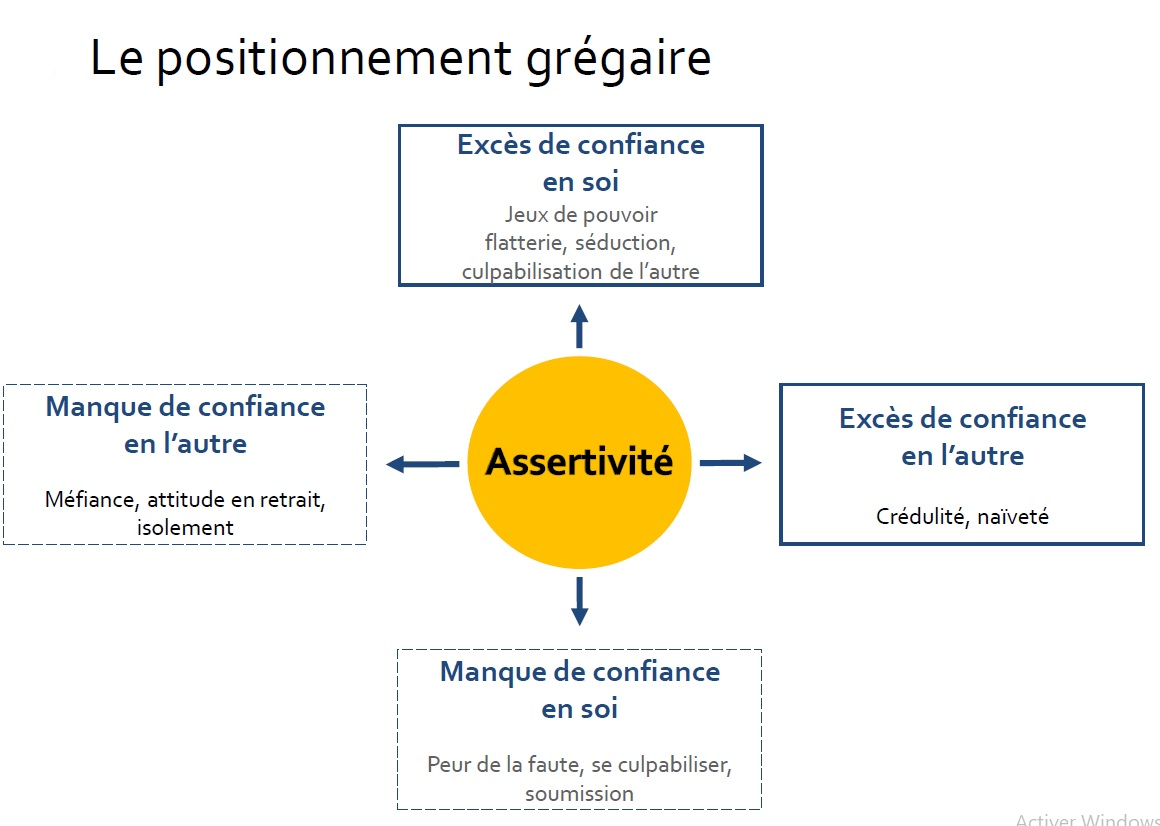 Le positionnement grégaire
Excès de confiance
en soi
Jeux de pouvoir
flatterie, séduction,
culpabilisation de l'autre
Manque de confiance
en l'autre
Méfiance, attitude en retrait,
isolement
Assertivité
Excès de confiance
en l'autre
Crédulité, naïveté
Manque de confiance
en soi
Peur de la faute, se culpabiliser,
soumission
Activer Windows